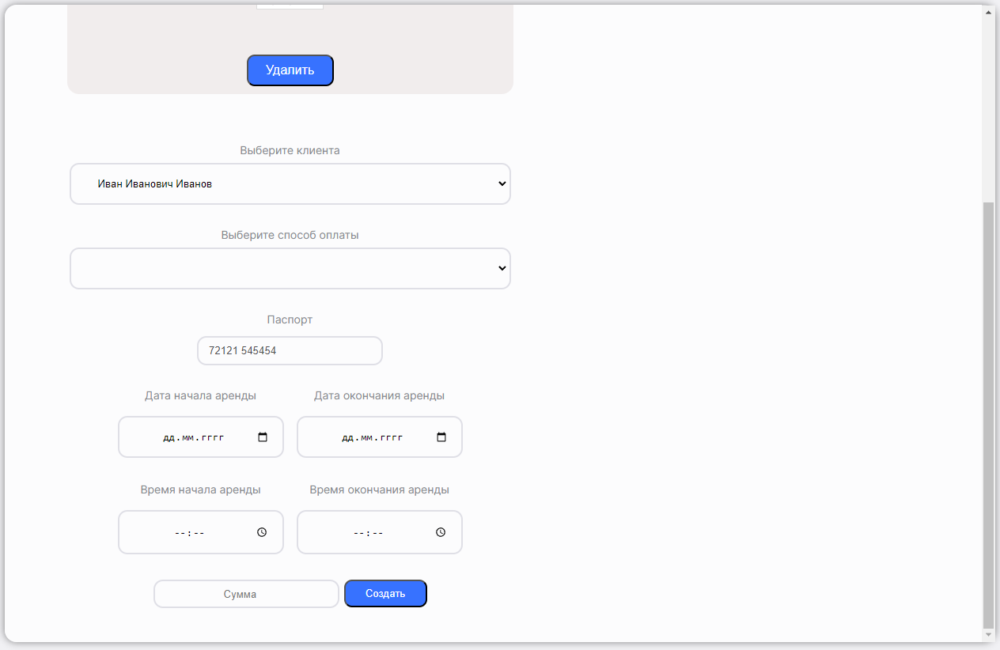 Удалить
Выберите клиента
Иван Иванович Иванов
Выберите способ оплаты
Паспорт
72121 545454
Дата начала аренды Дата окончания аренды
дд.мм.гггг дд.мм.гггг
Время начала аренды Время окончания аренды
--:-- --:--
Сумма Создать